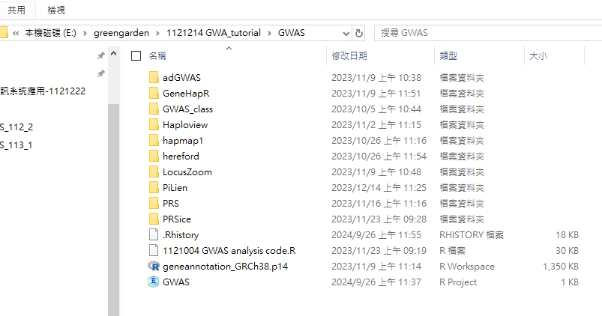 共用 檢視
本機磁碟 (E:) › greengarden › 1121214 GWA_tutorial › GWAS 搜尋 GWAS
名稱 修改日期 類型 大小
訊系統應用-1121222
S_112_2
S_113_1
adGWAS 2023/11/9 上午 10:38 檔案資料夾
GeneHapR 2023/11/9 上午 11:51 檔案資料夾
GWAS_class 2023/10/5 上午 10:44 檔案資料夾
Haploview 2023/11/2 上午 11:15 檔案資料夾
hapmap1 2023/10/26 上午 11:16 檔案資料夾
hereford 2023/10/26 上午 11:54 檔案資料夾
LocusZoom 2023/11/9 上午 10:48 檔案資料夾
PiLien 2023/12/14 上午 11:25 檔案資料夾
PRS 2023/11/16 上午 11:16 檔案資料夾
PRSice 2023/11/23 上午 09:28 檔案資料夾
.Rhistory 2024/9/26 上午 11:55 RHISTORY 檔案 18 KB
1121004 GWAS analysis code.R 2023/11/23 上午 09:19 R 檔案 30 KB
geneannotation_GRCh38.p14 2023/11/9 上午 11:14 R Workspace 1,350 KB
GWAS 2024/9/26 上午 11:37 R Project 1 KB